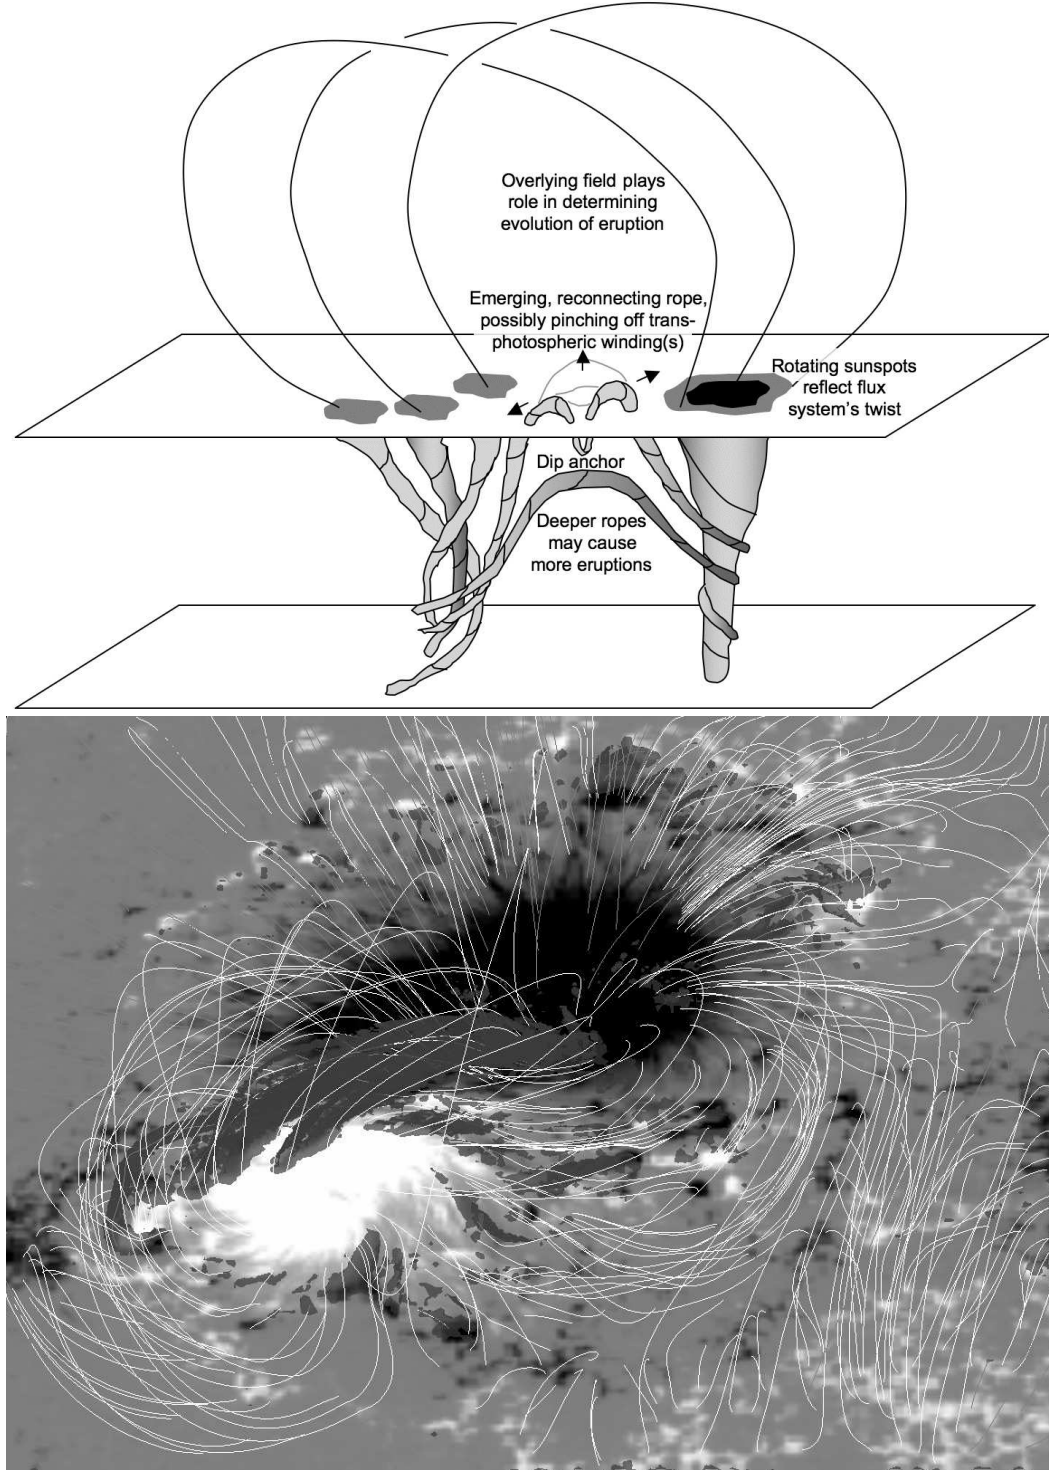 Overlying field plays
role in determining
evolution of eruption
Emerging, reconnecting rope,
possibly pinching off trans-
photospheric winding(s)
Rotating sunspots
reflect flux
system's twist
Dip anchor
Deeper ropes
may cause
more eruptions